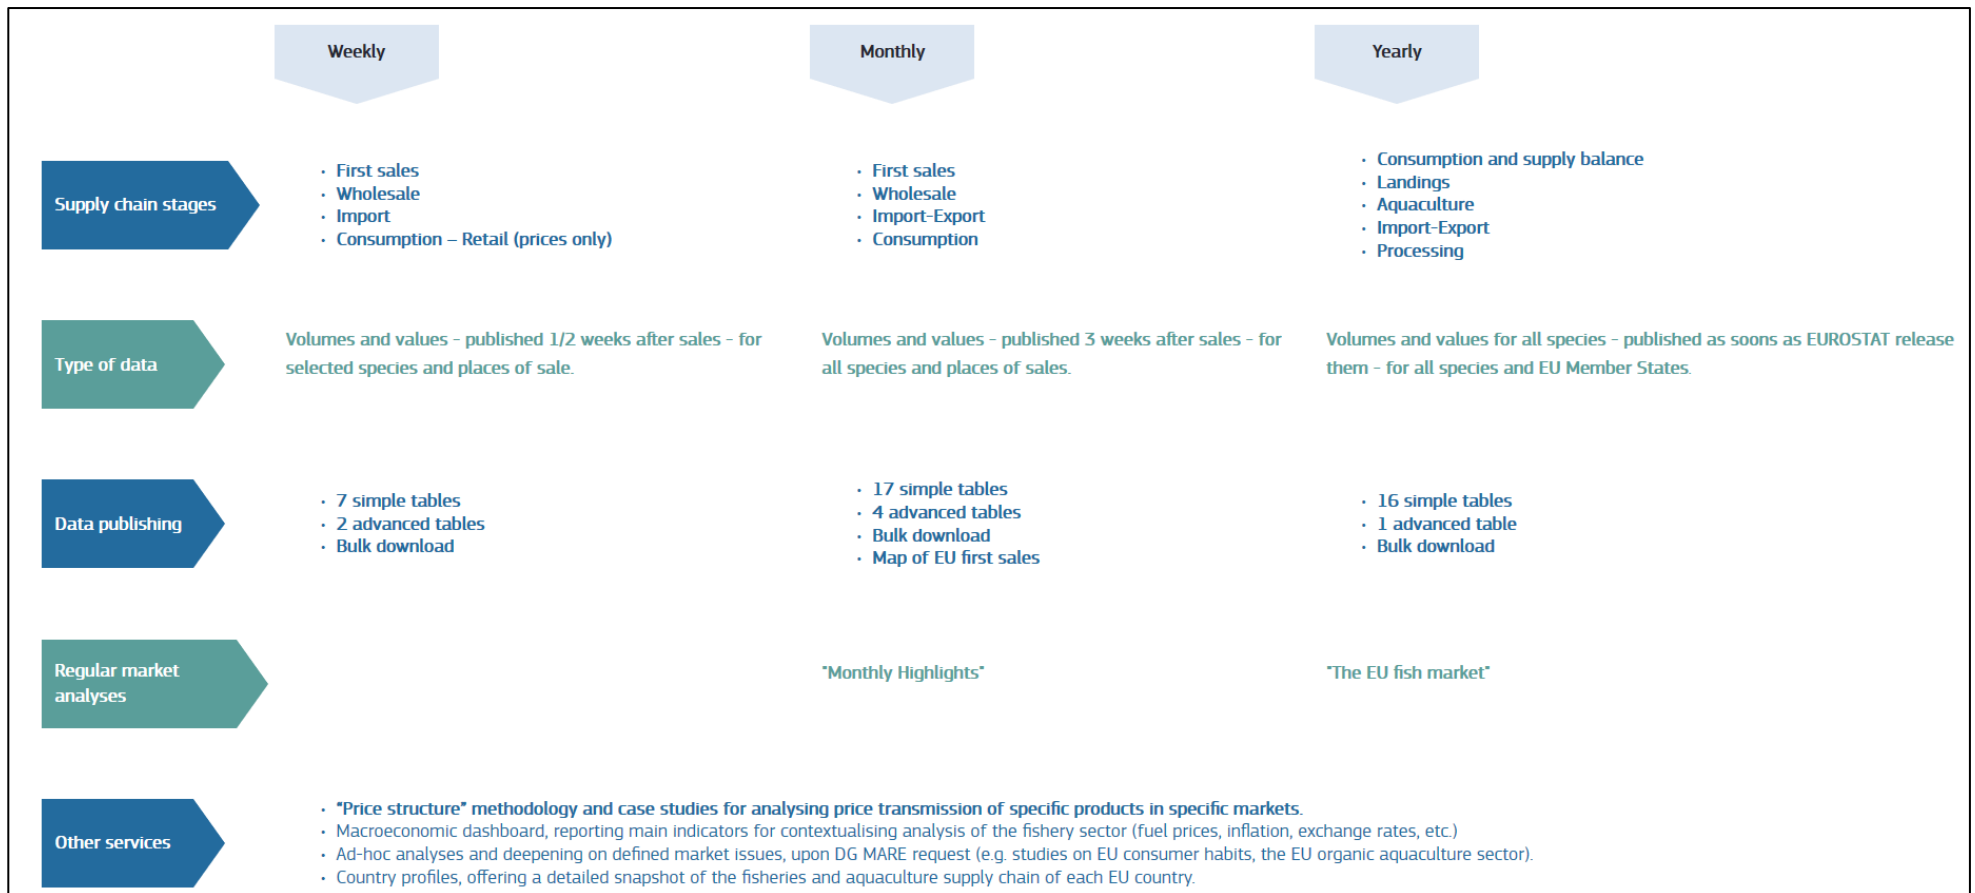 Weekly
Monthly
Yearly
Supply chain stages
· First sales
· Wholesale
· Import
· Consumption – Retail (prices only)
· First sales
· Wholesale
· Import-Export
· Consumption
· Consumption and supply balance
· Landings
· Aquaculture
· Import-Export
· Processing
Type of data
Volumes and values - published 1/2 weeks after sales - for
selected species and places of sale.
Volumes and values - published 3 weeks after sales - for
all species and places of sales.
Volumes and values for all species - published as soons as EUROSTAT release
them - for all species and EU Member States.
Data publishing
· 7 simple tables
· 2 advanced tables
· Bulk download
· 17 simple tables
· 4 advanced tables
· Bulk download
· Map of EU first sales
· 16 simple tables
· 1 advanced table
· Bulk download
Regular market
analyses
"Monthly Highlights"
"The EU fish market"
Other services
· "Price structure" methodology and case studies for analysing price transmission of specific products in specific markets.
· Macroeconomic dashboard, reporting main indicators for contextualising analysis of the fishery sector (fuel prices, inflation, exchange rates, etc.)
· Ad-hoc analyses and deepening on defined market issues, upon DG MARE request (e.g. studies on EU consumer habits, the EU organic aquaculture sector).
· Country profiles, offering a detailed snapshot of the fisheries and aquaculture supply chain of each EU country.